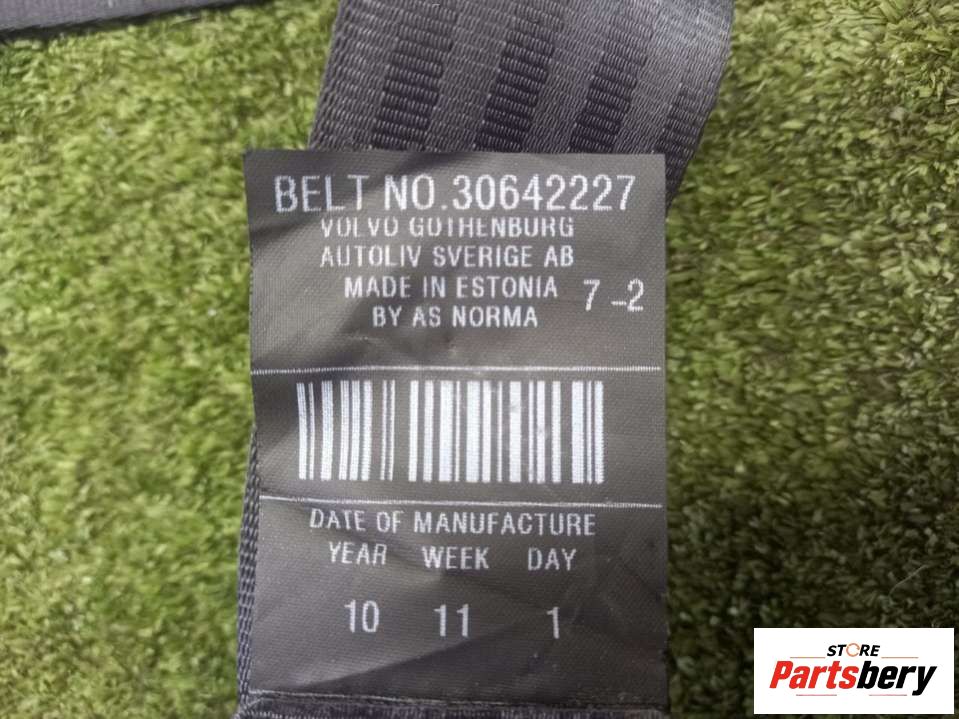 BELT NO.30642227
VOLVO GOTHENBURG
AUTOLIV SVERIGE AB
MADE IN ESTONIA
7-2
BY AS NORMA
DATE OF MANUFACTURE
YEAR WEEK DAY
10 11 1
STORE
Partsbery